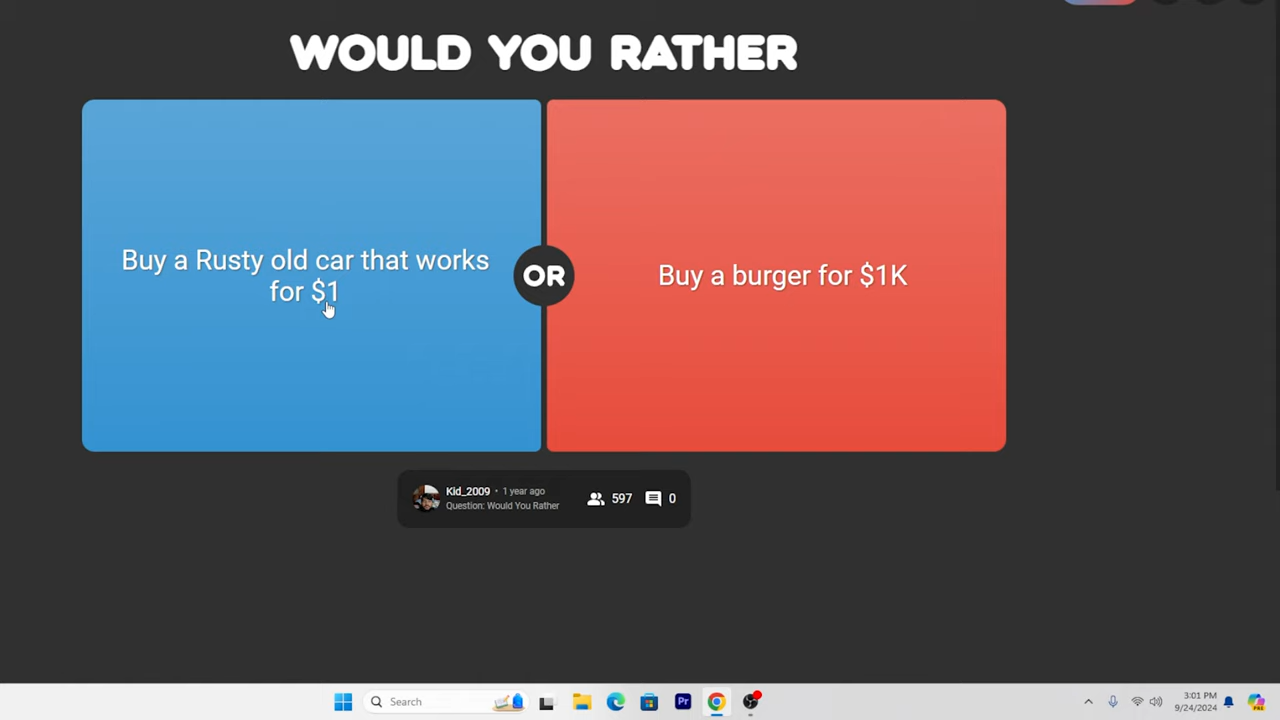 WOULD YOU RATHER
Buy a Rusty old car that works
for $1
OR
Buy a burger for $1K
Kid_2009 • 1 year ago
Question: Would You Rather
597
0
Search
Pr
3:01 PM
9/24/2024